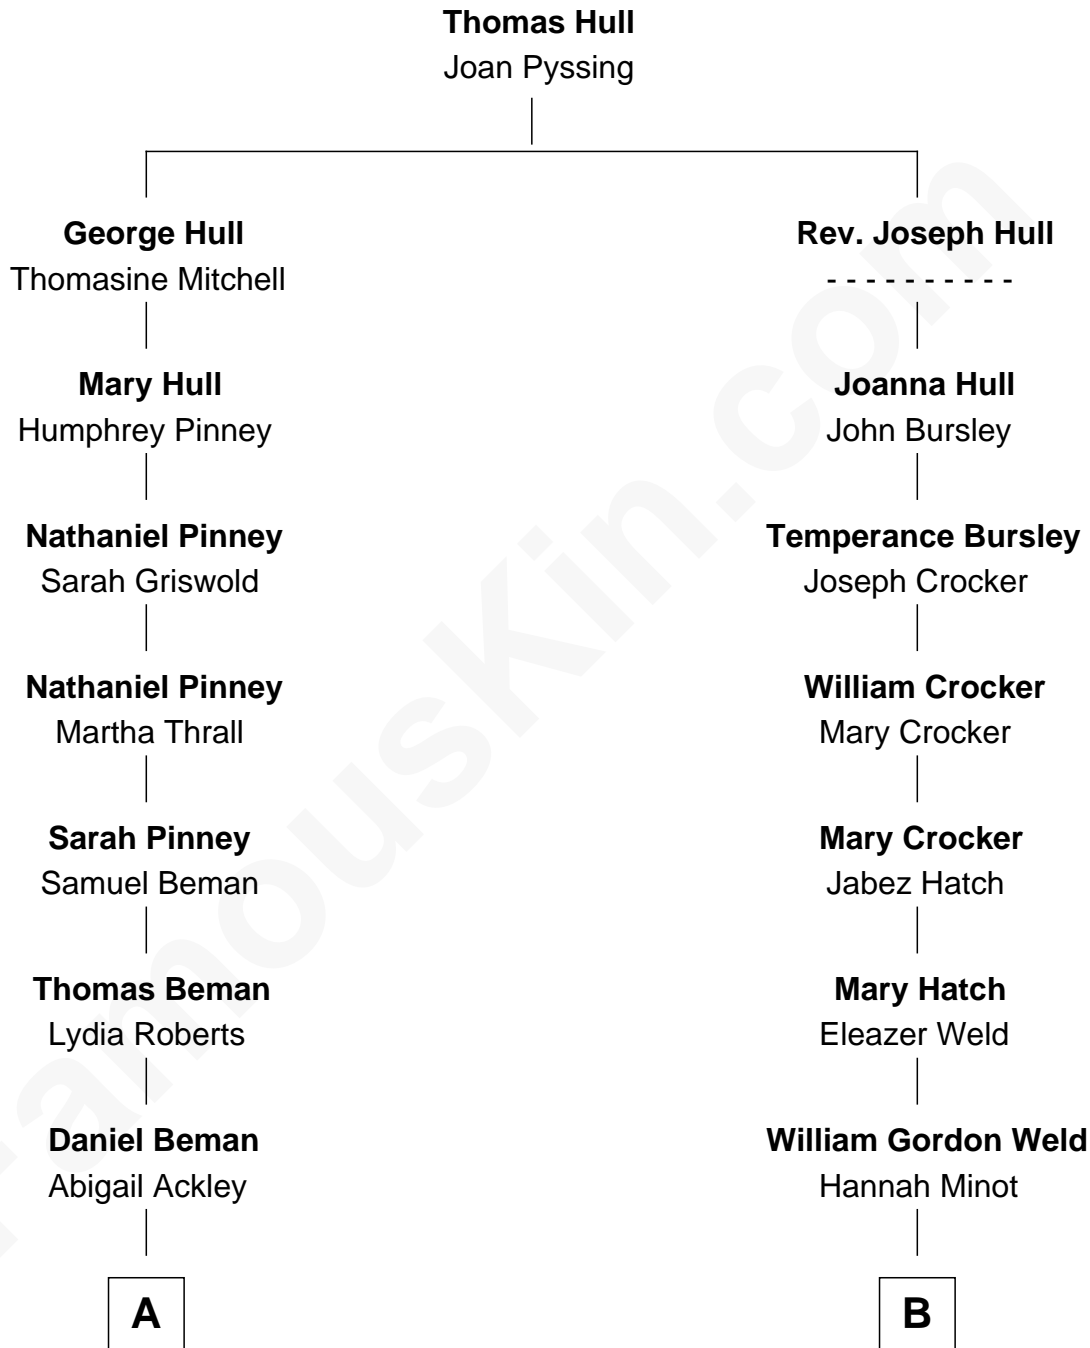 Thomas Hull
Joan Pyssing
George Hull
Thomasine Mitchell
Rev. Joseph Hull
- - - - - - - - - -
Mary Hull
Humphrey Pinney
Joanna Hull
John Bursley
Nathaniel Pinney
Sarah Griswold
Temperance Bursley
Joseph Crocker
Nathaniel Pinney
Martha Thrall
William Crocker
Mary Crocker
Sarah Pinney
Samuel Beman
Mary Crocker
Jabez Hatch
Thomas Beman
Lydia Roberts
Mary Hatch
Eleazer Weld
Daniel Beman
Abigail Ackley
William Gordon Weld
Hannah Minot
A
B
FamousKin.com